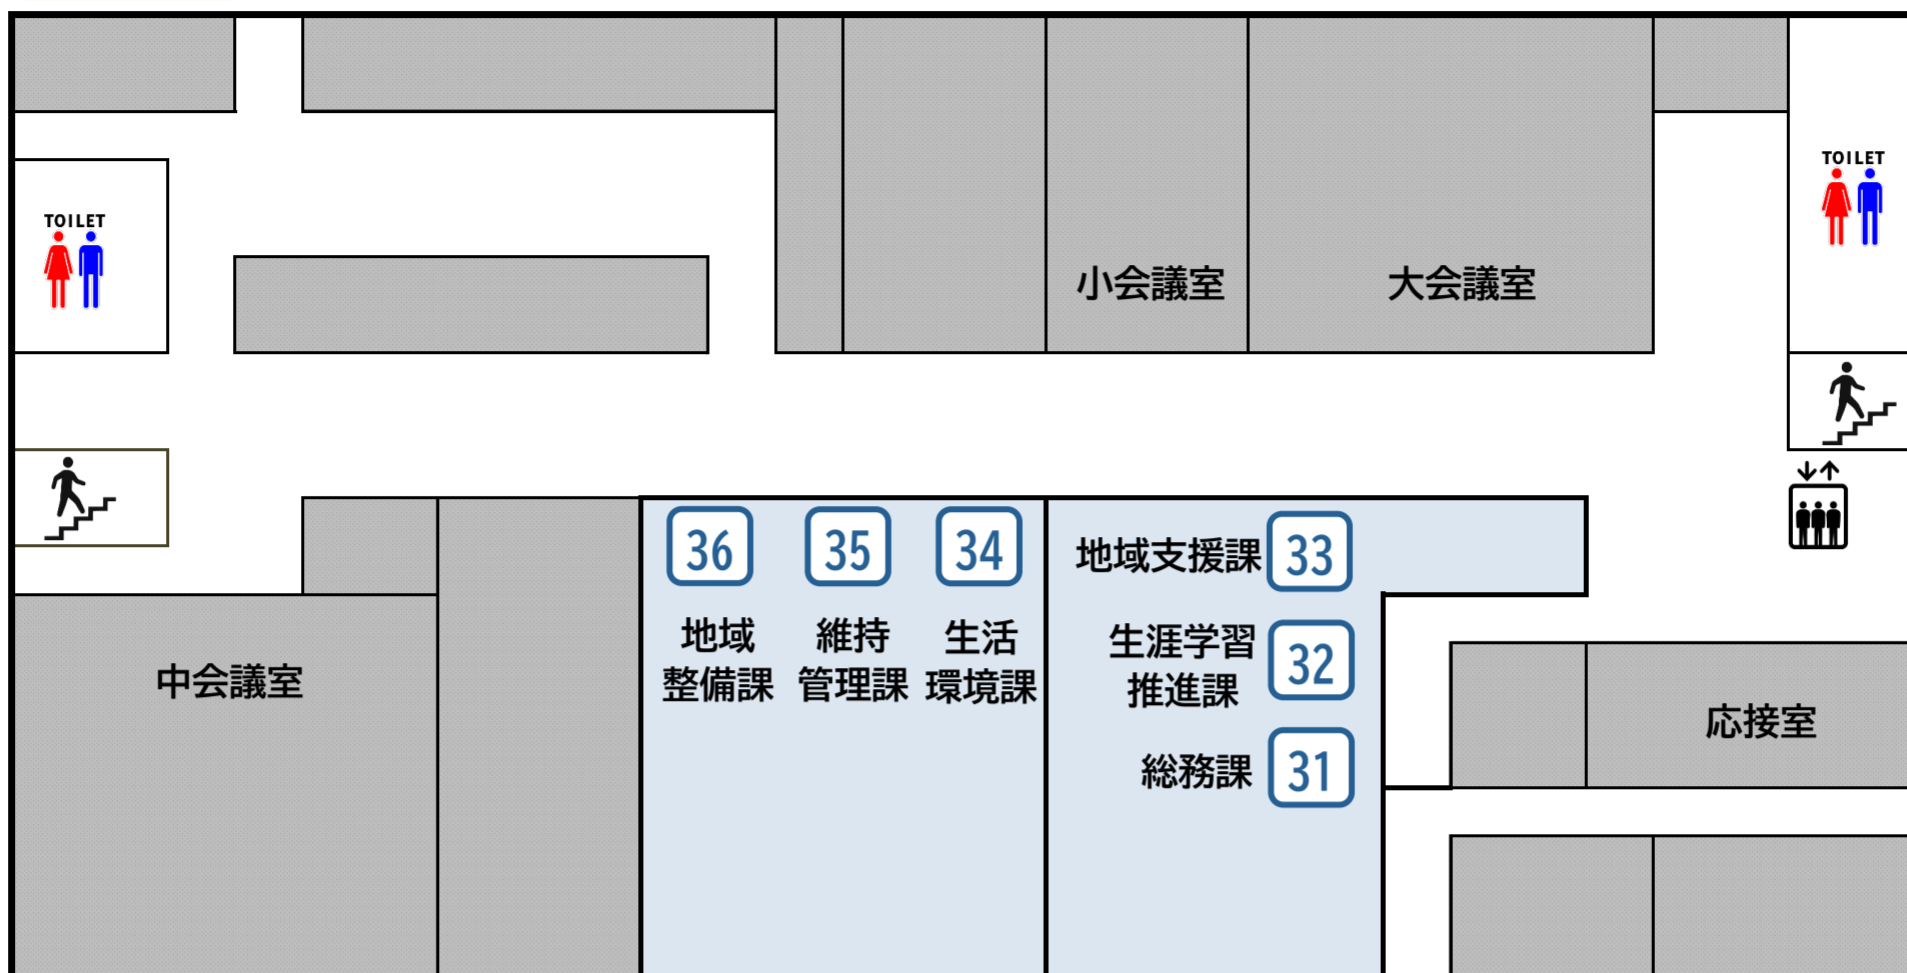 TOILET
TOILET
小会議室
大会議室
36
35
34
地域支援課
33
地域
整備課
維持
管理課
生活
環境課
生涯学習
推進課
32
総務課
31
中会議室
応接室